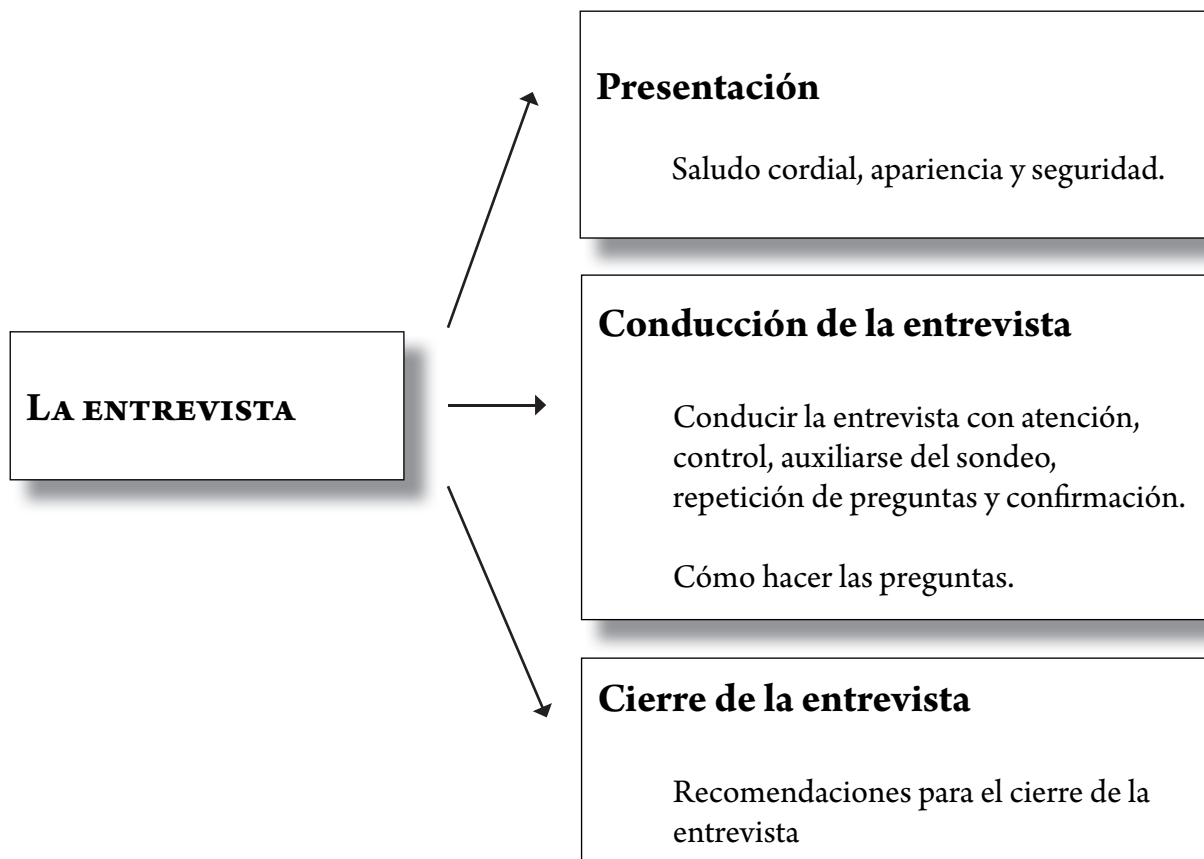 Presentación
Saludo cordial, apariencia y seguridad.
LA ENTREVISTA
Conducción de la entrevista
Conducir la entrevista con atención,
control, auxiliarse del sondeo,
repetición de preguntas y confirmación.
Cómo hacer las preguntas.
Cierre de la entrevista
Recomendaciones para el cierre de la
entrevista